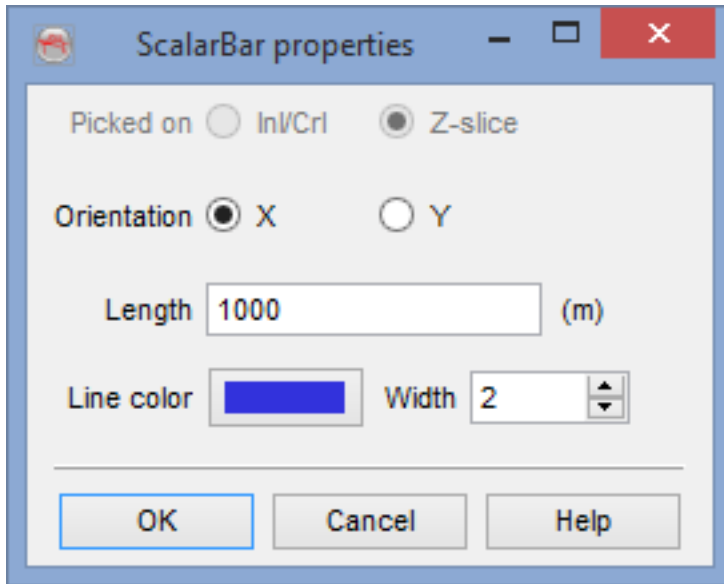 ScalarBar properties
Picked on Inl/Crl Z-slice
Orientation X Y
Length 1000 (m)
Line color Width 2
OK Cancel Help